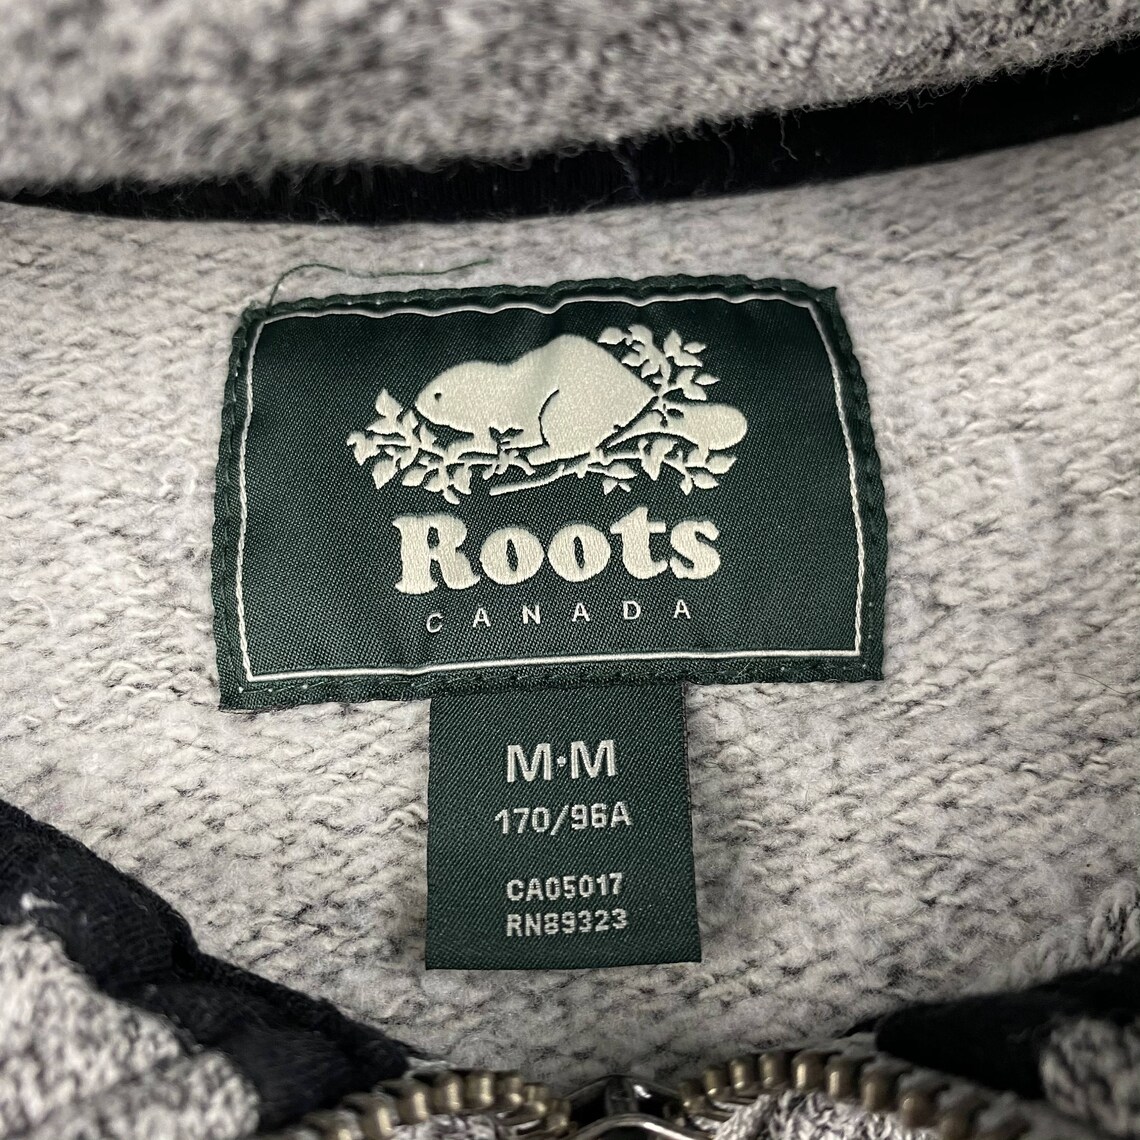 Roots
CANADA
M·M
170/96A
CA05017
RN89323